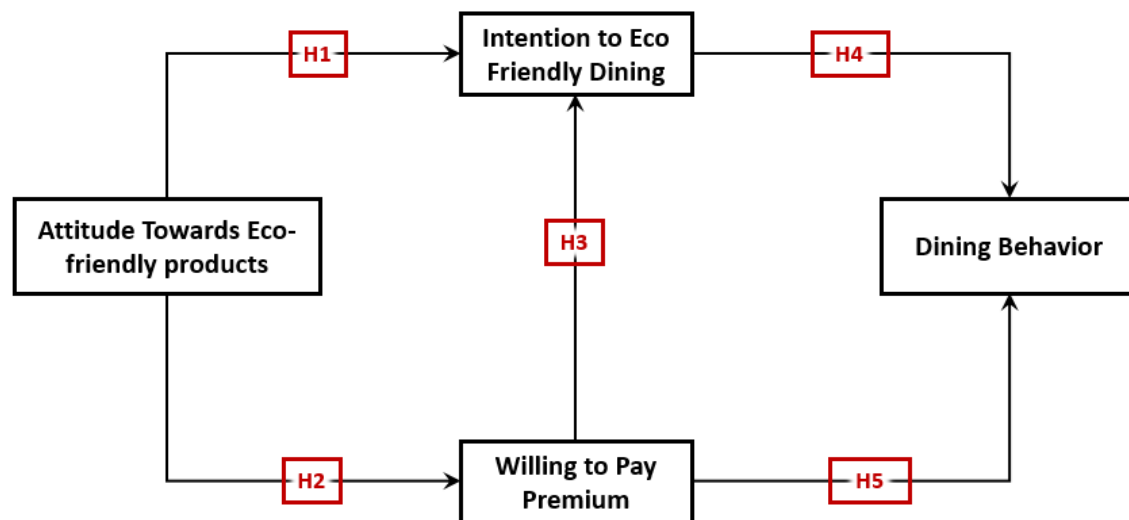 Intention to Eco
Friendly Dining
H1
H4
Attitude Towards Eco-
friendly products
H3
Dining Behavior
Willing to Pay
Premium
H2
H5